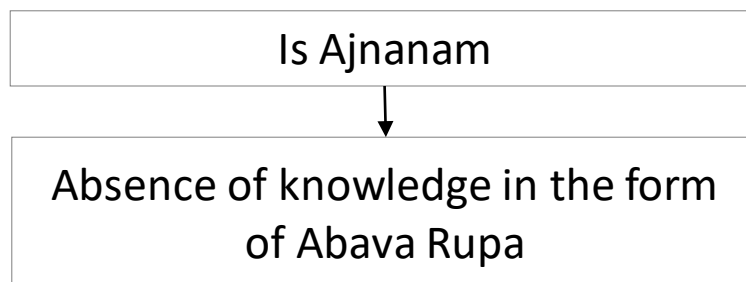 Is Ajnanam
Absence of knowledge in the form
of Abava Rupa